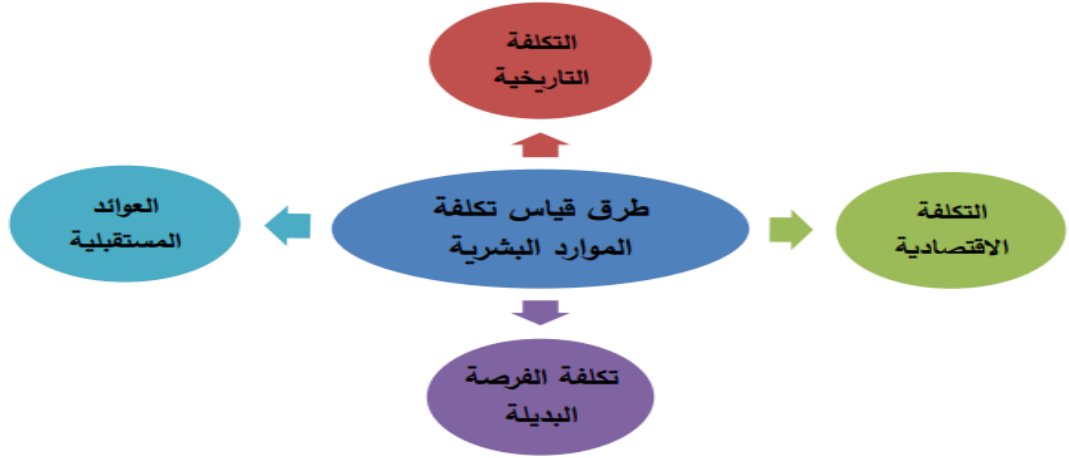 التكلفة
التاريخية
طرق قياس تكلفة
الموارد البشرية
التكلفة
الاقتصادية
العوائد
المستقبلية
تكلفة الفرصة
البديلة